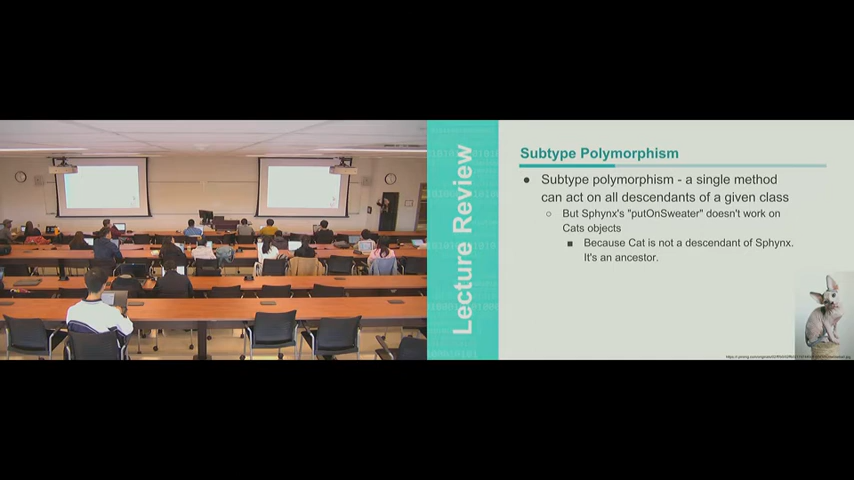 Lecture Review
Subtype Polymorphism
● Subtype polymorphism - a single method
can act on all descendants of a given class
○ But Sphynx's "putOnSweater" doesn't work on
Cats objects
■ Because Cat is not a descendant of Sphynx.
It's an ancestor.